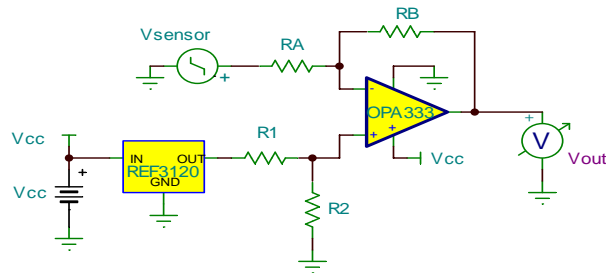 Vsensor
RA
RB
+
-
OPA333
+
+
Vcc
Vcc
IN
OUT
REF3120
GND
R1
R2
Vcc
+
+
V
Vout